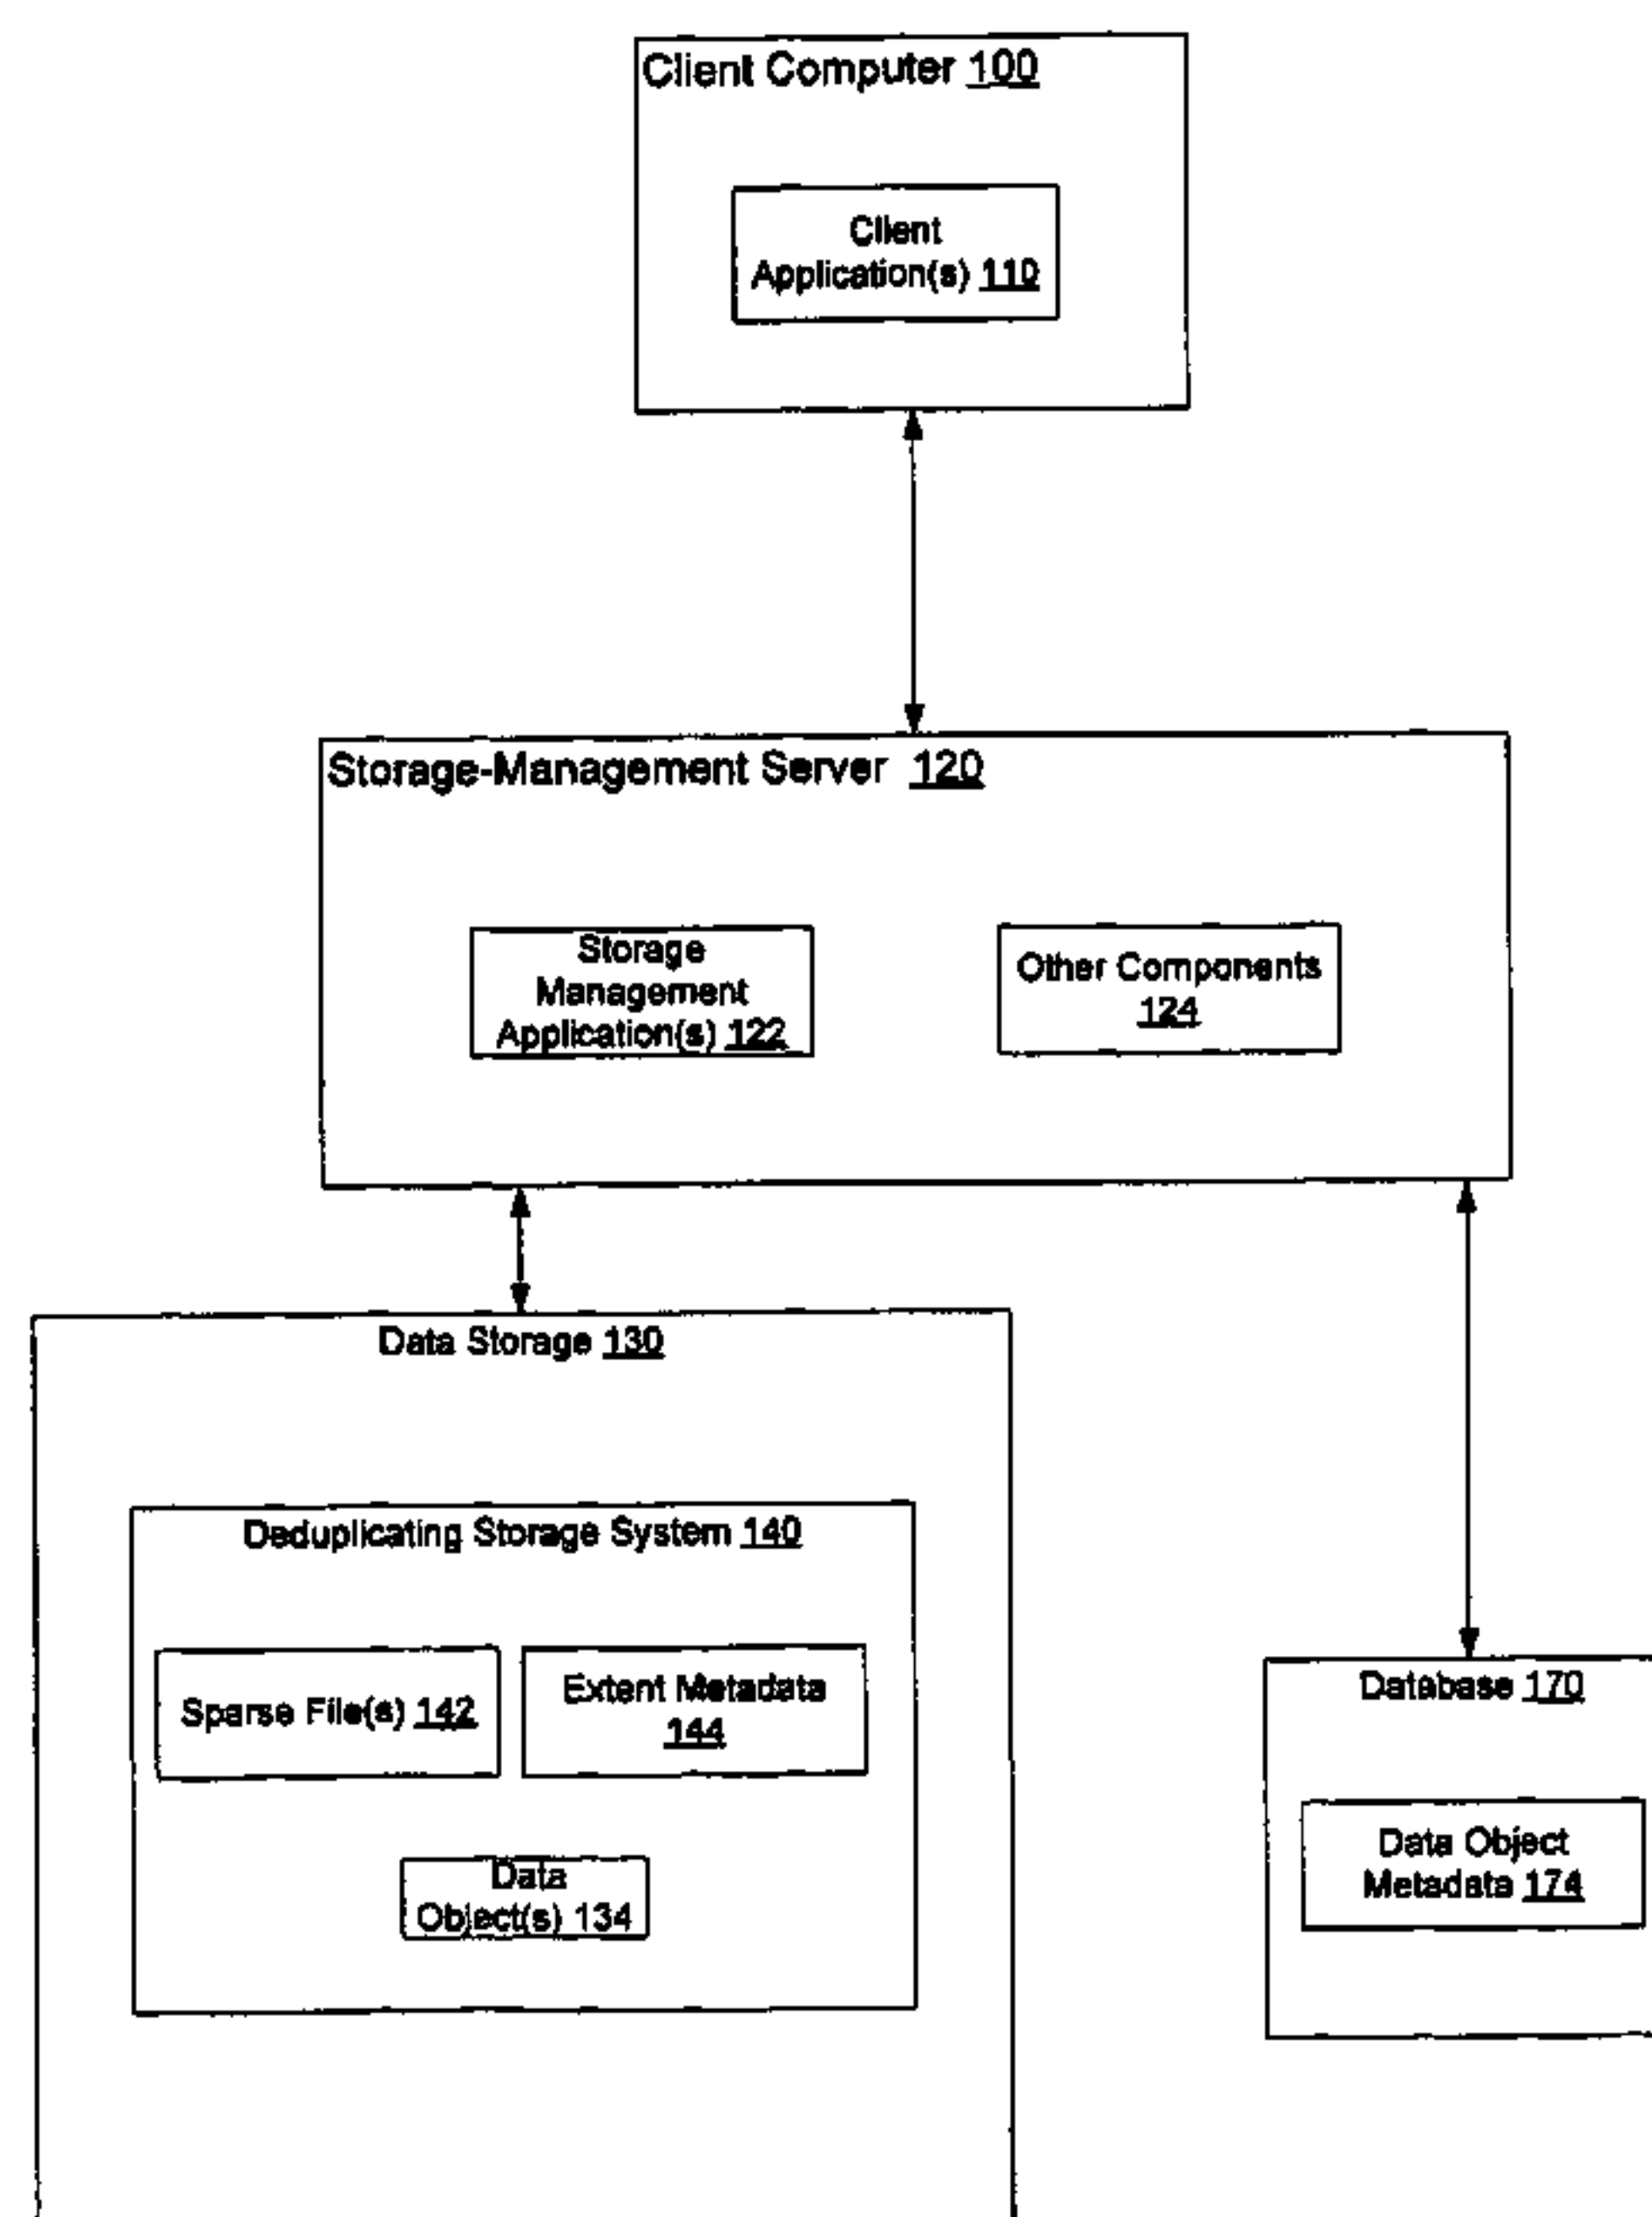 Client Computer 100
Client
Application(s) 110
Storage-Management Server 120
Storage
Management
Application(s) 122
Other Components
124
Data Storage 130
Deduplicating Storage System 140
Sparse File(s) 142
Extent Metadata
144
Data
Object(s) 134
Database 170
Data Object
Metadata 174